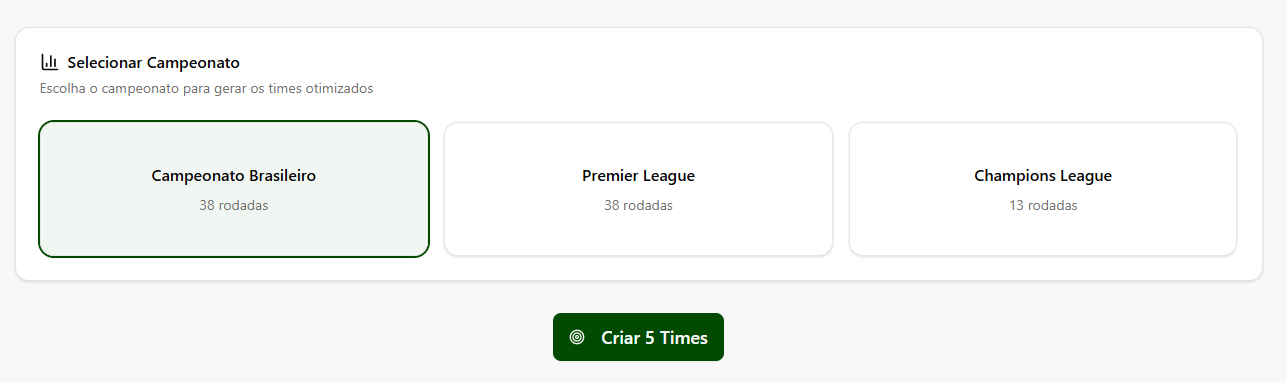 Selecionar Campeonato
Escolha o campeonato para gerar os times otimizados
Campeonato Brasileiro
38 rodadas
Premier League
38 rodadas
Champions League
13 rodadas
Criar 5 Times